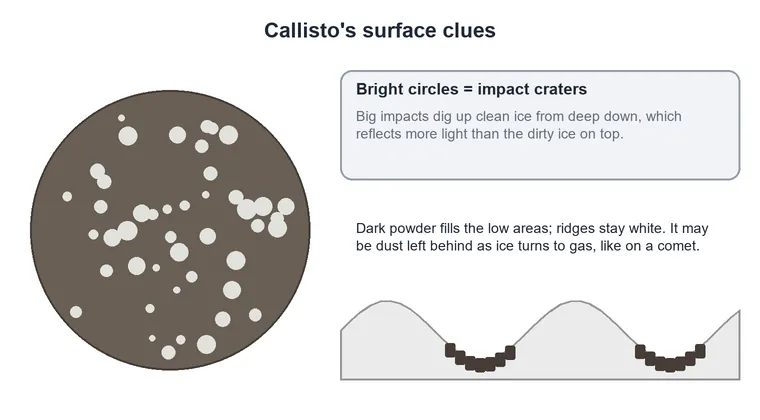 Callisto's surface clues
Bright circles = impact craters
Big impacts dig up clean ice from deep down, which
reflects more light than the dirty ice on top.
Dark powder fills the low areas; ridges stay white. It may
be dust left behind as ice turns to gas, like on a comet.